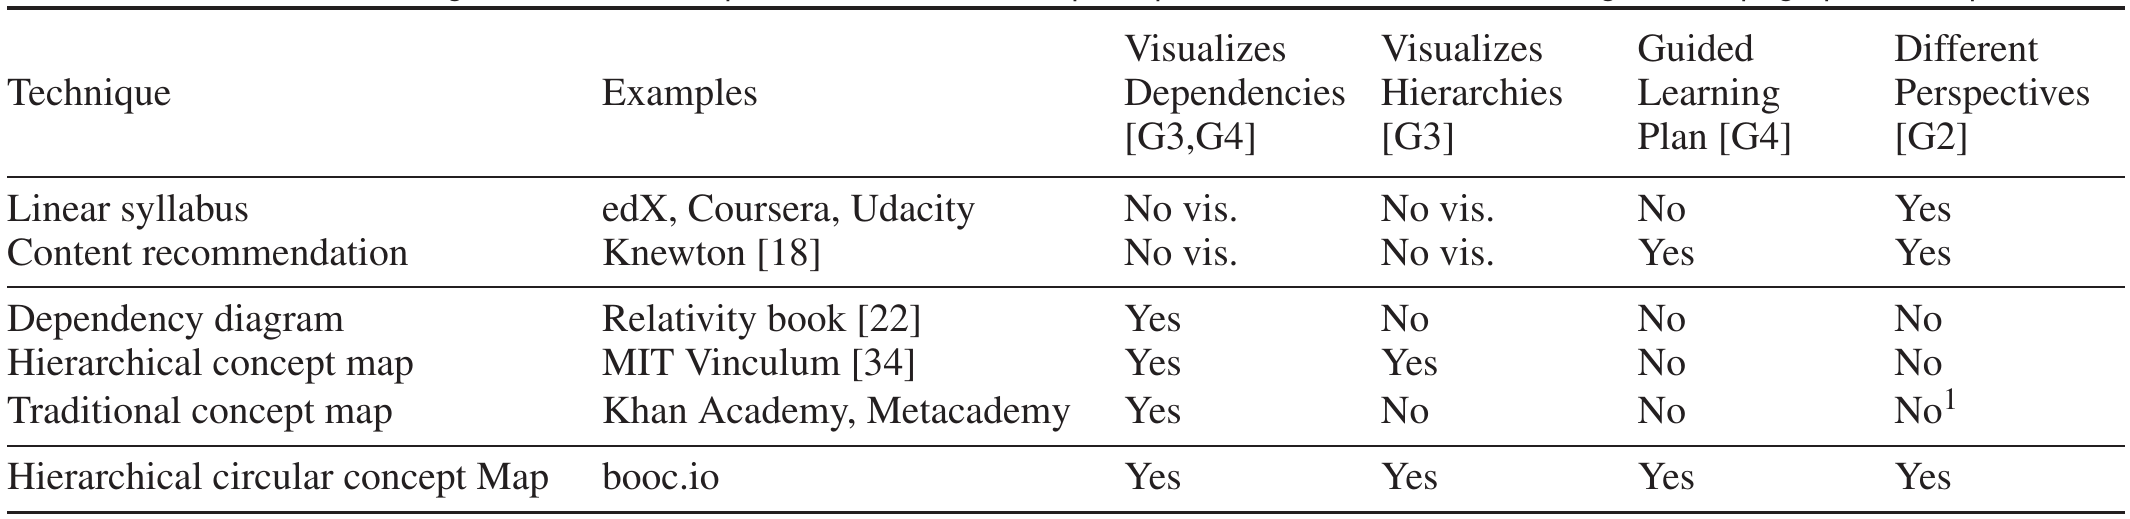 Technique Examples Visualizes Dependencies [G3,G4] Visualizes Hierarchies [G3] Guided Learning Plan [G4] Different Perspectives [G2]
Linear syllabus edX, Coursera, Udacity No vis. No vis. No Yes
Content recommendation Knewton [18] No vis. No vis. Yes Yes
Dependency diagram Relativity book [22] Yes No No No
Hierarchical concept map MIT Vinculum [34] Yes Yes No No
Traditional concept map Khan Academy, Metacademy Yes No No No¹
Hierarchical circular concept Map booc.io Yes Yes Yes Yes